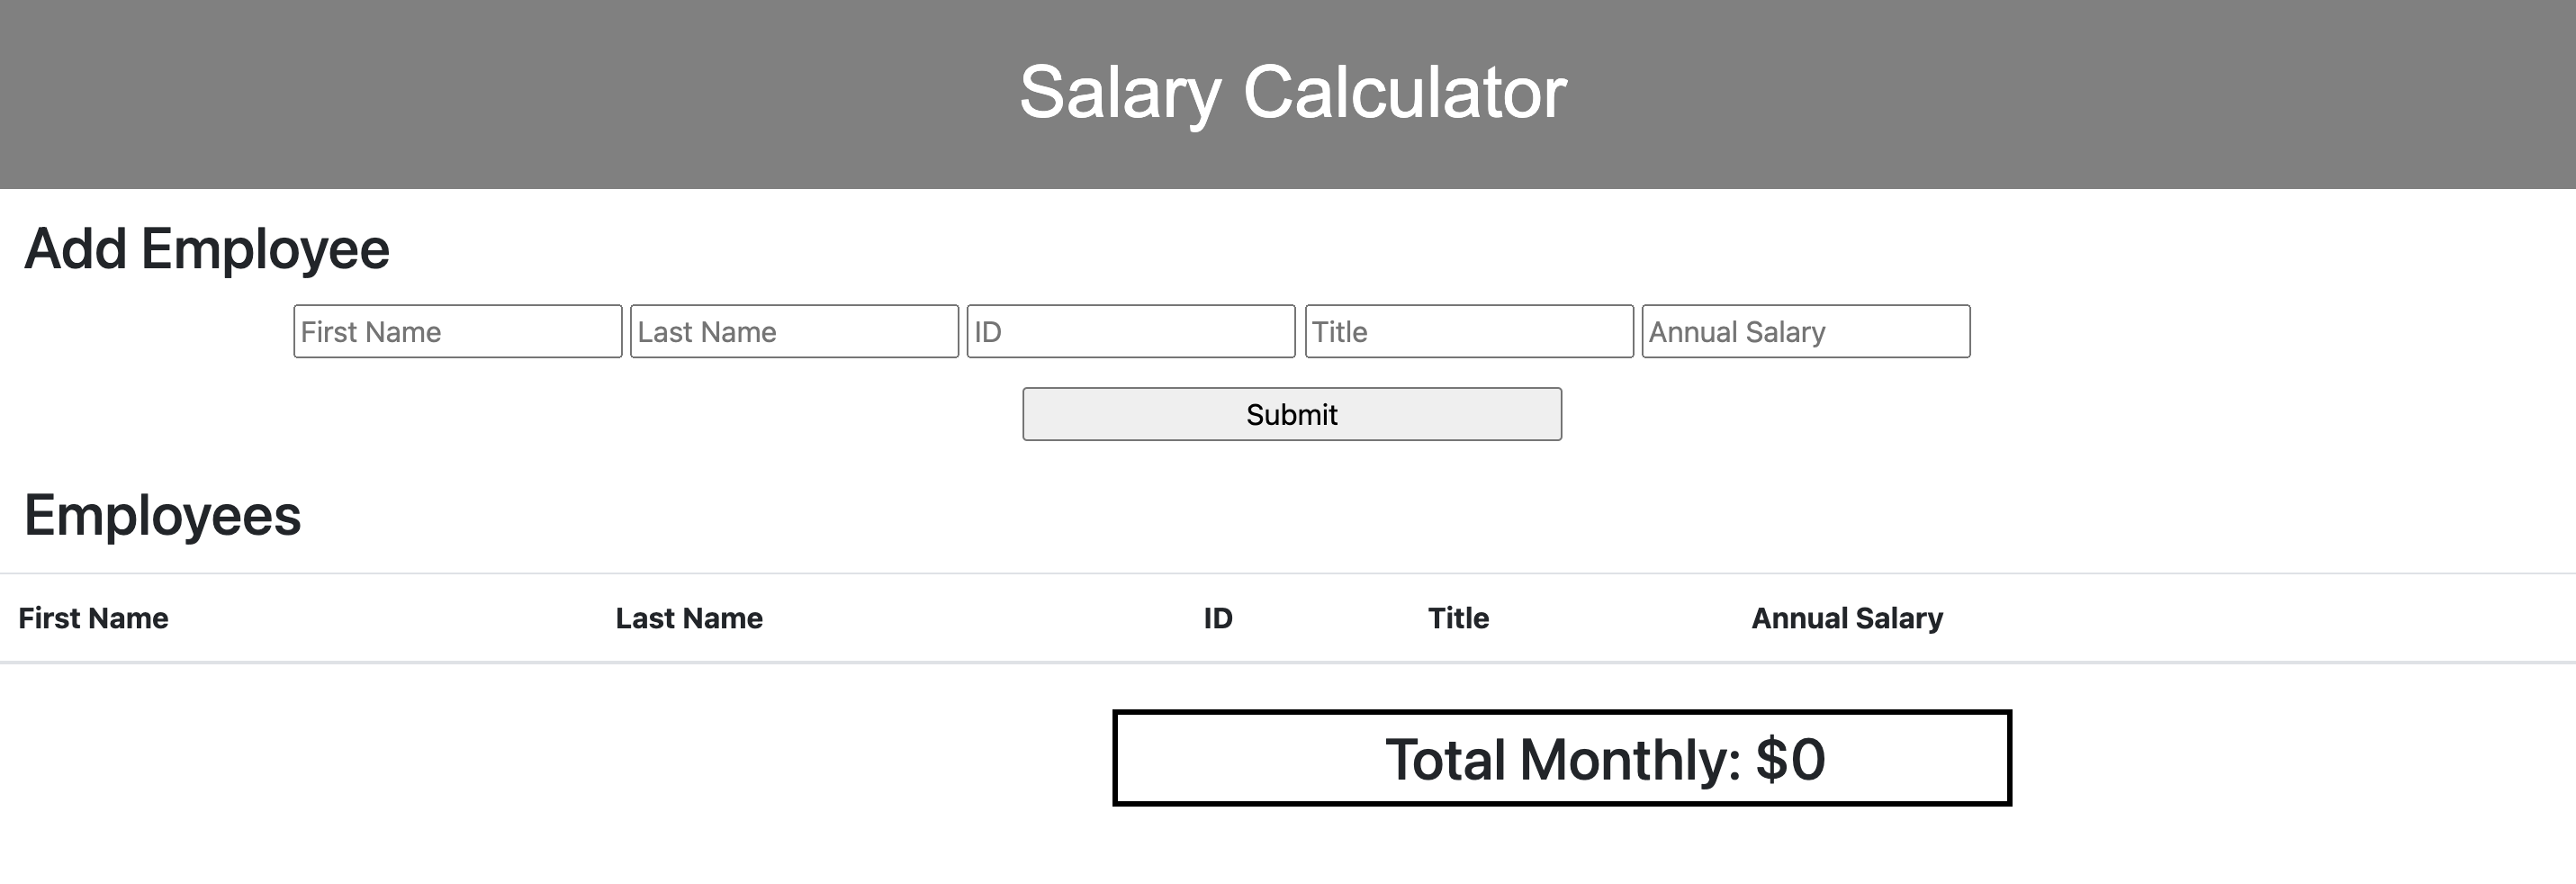 Salary Calculator
Add Employee
First Name Last Name ID Title Annual Salary
Submit
Employees
First Name Last Name ID Title Annual Salary
Total Monthly: $0